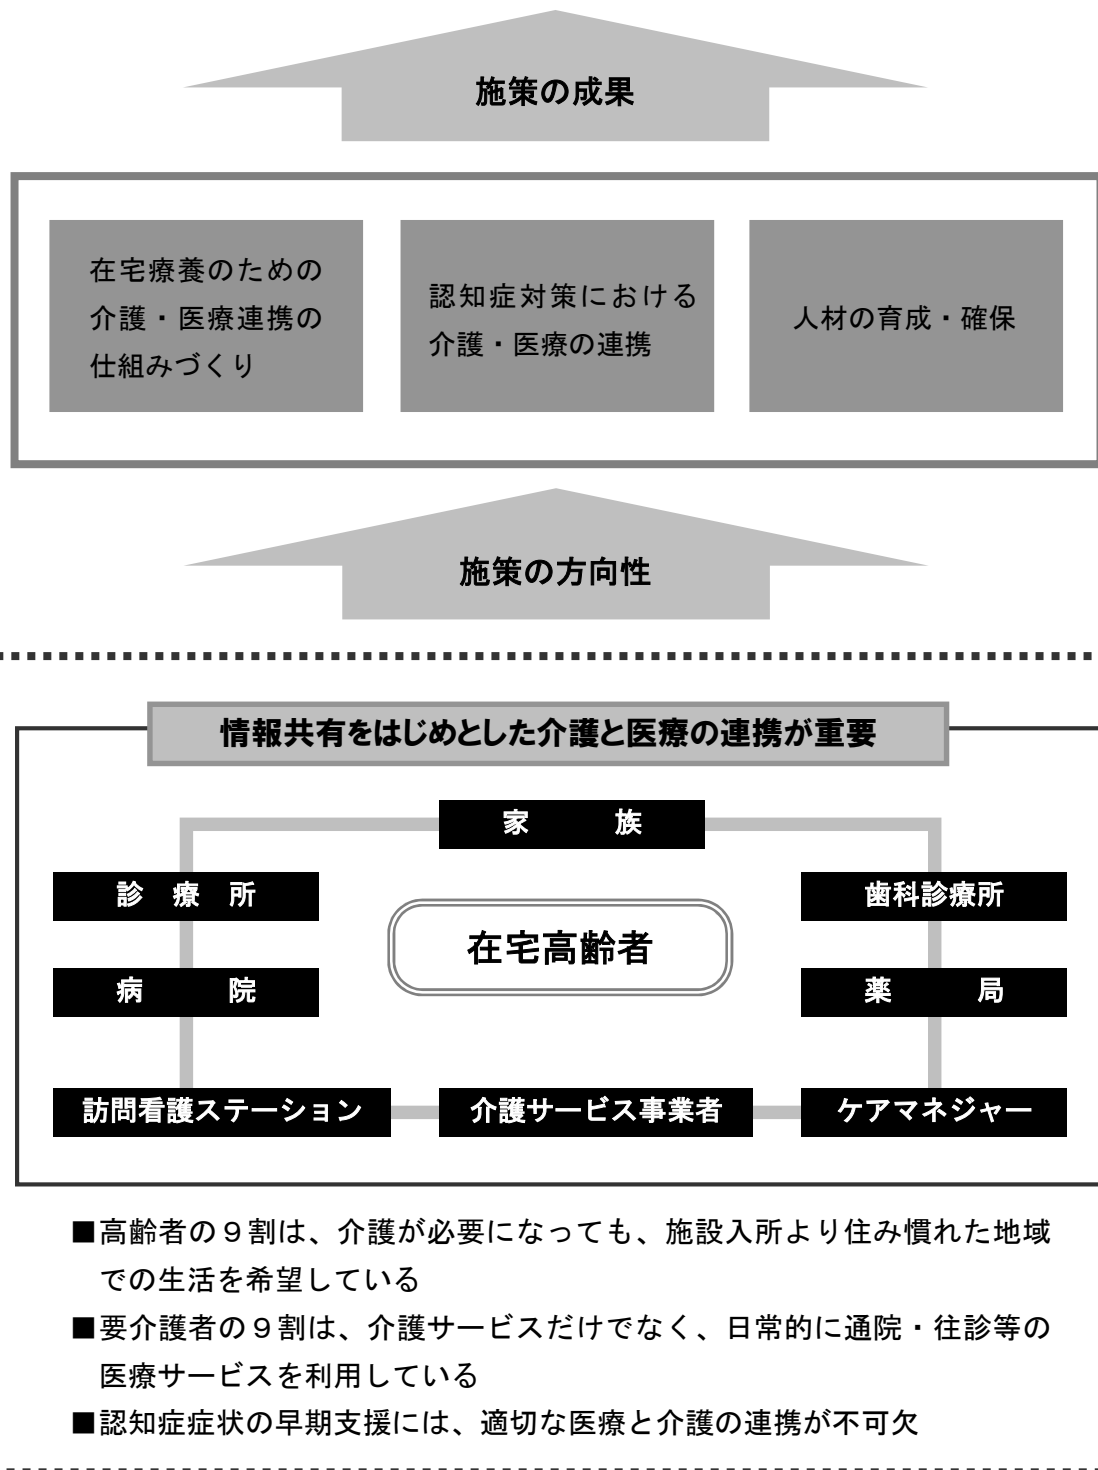 施策の成果
在宅療養のための
介護・医療連携の
仕組みづくり
認知症対策における
介護・医療の連携
人材の育成・確保
施策の方向性
情報共有をはじめとした介護と医療の連携が重要
家　族
診　療　所
歯科診療所
在宅高齢者
病　院
薬　局
訪問看護ステーション
介護サービス事業者
ケアマネジャー
■高齢者の９割は、介護が必要になっても、施設入所より住み慣れた地域
での生活を希望している
■要介護者の９割は、介護サービスだけでなく、日常的に通院・往診等の
医療サービスを利用している
■認知症症状の早期支援には、適切な医療と介護の連携が不可欠